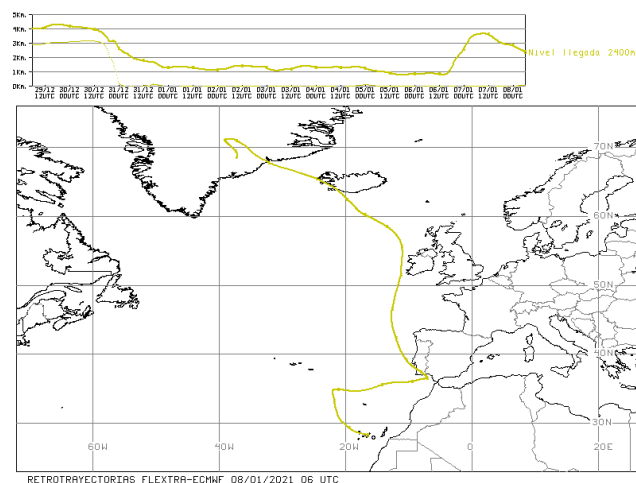 5Km.
4Km.
3Km.
2Km.
1Km.
0Km.
Nivel llegada 2400m
29/12 30/12 30/12 31/12 31/12 01/01 01/01 02/01 02/01 03/01 03/01 04/01 04/01 05/01 05/01 06/01 06/01 07/01 07/01 08/01
12UTC 00UTC 12UTC 00UTC 12UTC 00UTC 12UTC 00UTC 12UTC 00UTC 12UTC 00UTC 12UTC 00UTC 12UTC 00UTC 12UTC 00UTC 12UTC 00UTC
70N
60N
50N
40N
30N
60W 40W 20W 0 20E
RETROTRAYECTORIAS FLEXTRA-ECMWF 08/01/2021 06 UTC